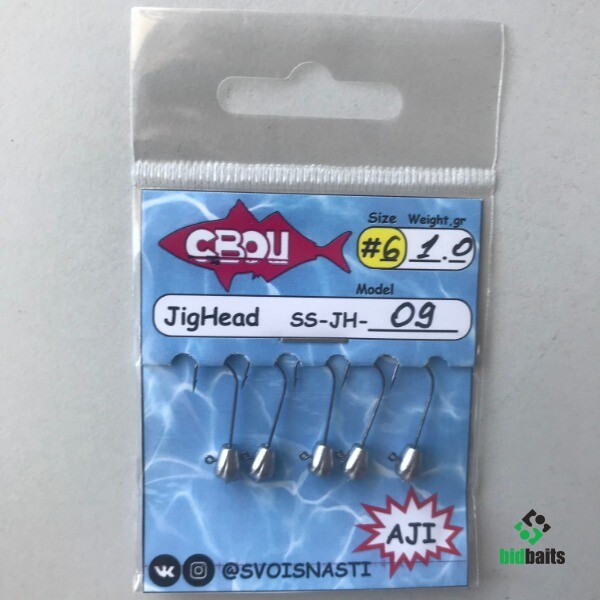 Size Weight.gr
СВОИ #6 1.0
Model
JigHead SS-JH- 09
AJI
@SVOISNASTI
bidbaits